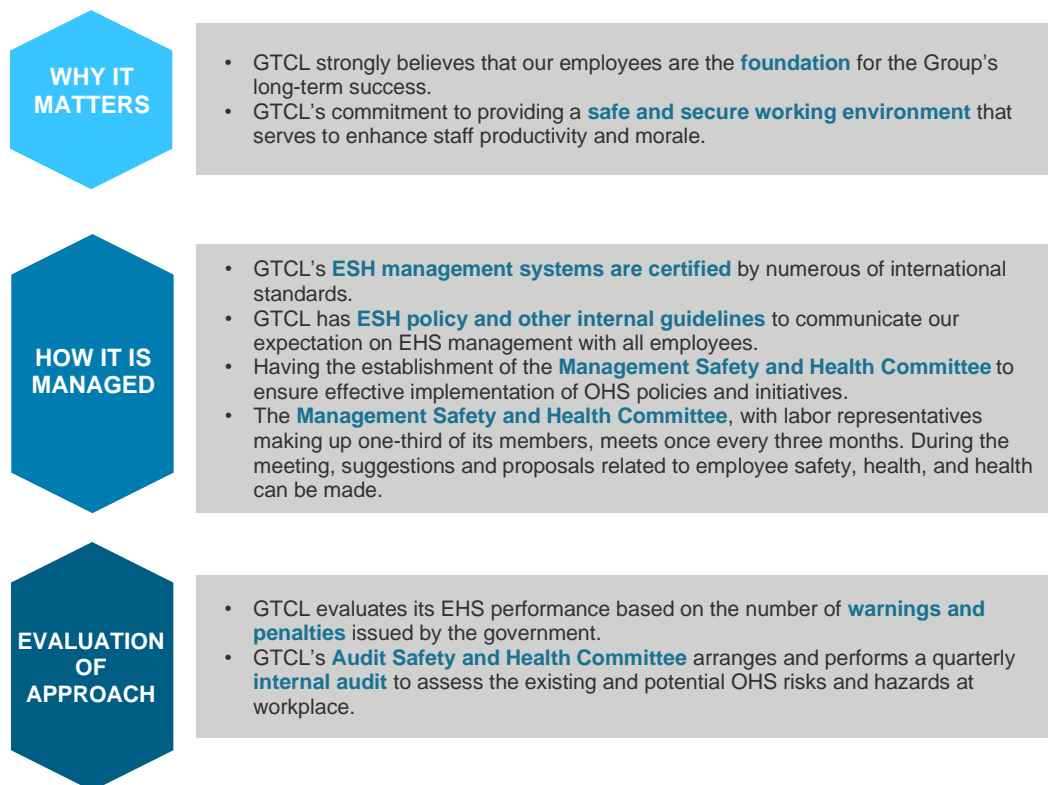 WHY IT
MATTERS
• GTCL strongly believes that our employees are the foundation for the Group's
long-term success.
• GTCL's commitment to providing a safe and secure working environment that
serves to enhance staff productivity and morale.
HOW IT IS
MANAGED
• GTCL's ESH management systems are certified by numerous of international
standards.
• GTCL has ESH policy and other internal guidelines to communicate our
expectation on EHS management with all employees.
• Having the establishment of the Management Safety and Health Committee to
ensure effective implementation of OHS policies and initiatives.
• The Management Safety and Health Committee, with labor representatives
making up one-third of its members, meets once every three months. During the
meeting, suggestions and proposals related to employee safety, health, and health
can be made.
EVALUATION
OF
APPROACH
• GTCL evaluates its EHS performance based on the number of warnings and
penalties issued by the government.
• GTCL's Audit Safety and Health Committee arranges and performs a quarterly
internal audit to assess the existing and potential OHS risks and hazards at
workplace.